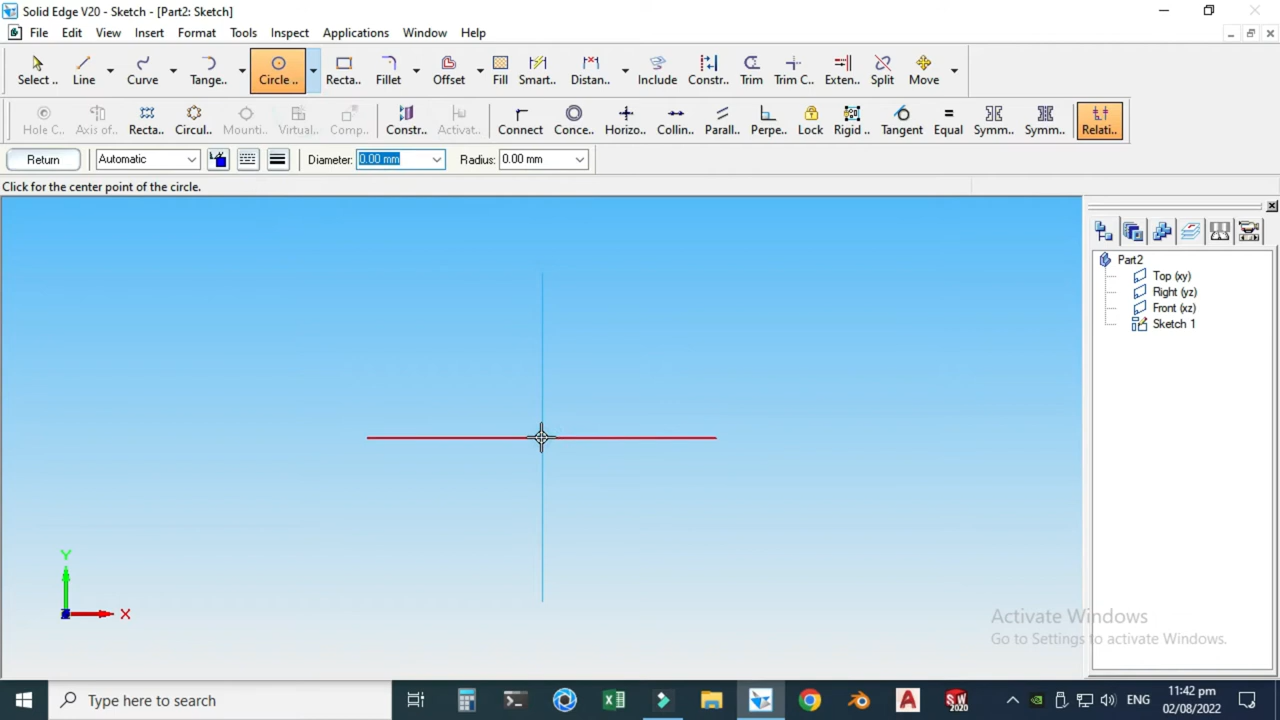 Solid Edge V20 - Sketch - [Part2: Sketch]
File Edit View Insert Format Tools Inspect Applications Window Help
Select .. Line Curve Tange.. Circle .. Recta.. Fillet Offset Fill Smart.. Distan.. Include Constr.. Trim Trim C.. Exten.. Split Move
Hole C.. Axis of.. Recta.. Circul.. Mounti.. Virtual.. Comp.. Constr.. Activat.. Connect Conce.. Horizo.. Collin.. Parall.. Perpe.. Lock Rigid .. Tangent Equal Symm.. Symm.. Relati..
Return Automatic Diameter: 0.00 mm Radius: 0.00 mm
Click for the center point of the circle.
Part2
Top (xy)
Right (yz)
Front (xz)
Sketch 1
Y
X
Activate Windows
Go to Settings to activate Windows.
Type here to search
SW
2020
A
ENG
11:42 pm
02/08/2022